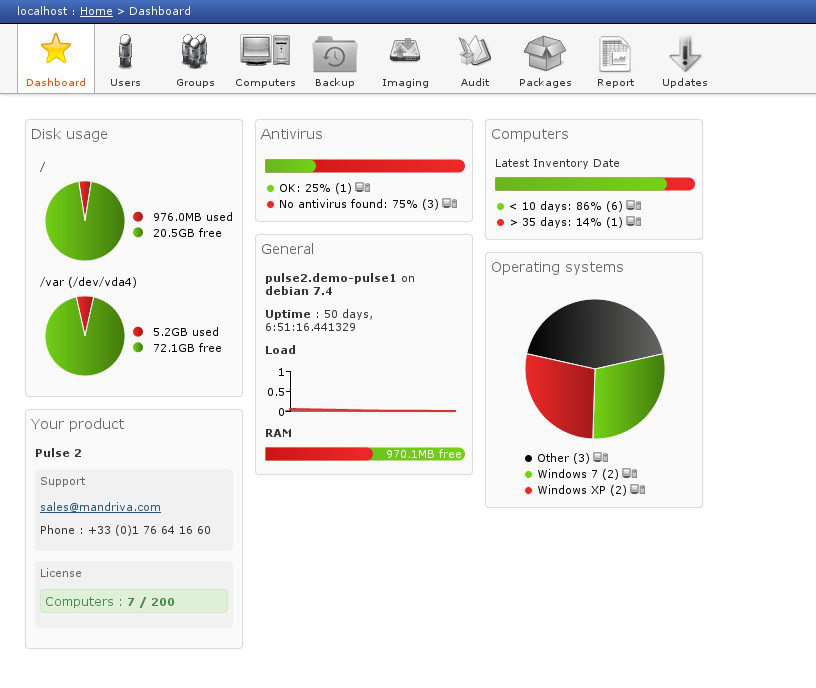 localhost : Home > Dashboard
Dashboard Users Groups Computers Backup Imaging Audit Packages Report Updates
Disk usage
/
976.0MB used
20.5GB free
/var (/dev/vda4)
5.2GB used
72.1GB free
Your product
Pulse 2
Support
sales@mandriva.com
Phone : +33 (0)1 76 64 16 60
License
Computers : 7 / 200
Antivirus
OK: 25% (1)
No antivirus found: 75% (3)
General
pulse2.demo-pulse1 on
debian 7.4
Uptime : 50 days,
6:51:16.441329
Load
1
0.5
0
RAM
970.1MB free
Computers
Latest Inventory Date
< 10 days: 86% (6)
> 35 days: 14% (1)
Operating systems
Other (3)
Windows 7 (2)
Windows XP (2)